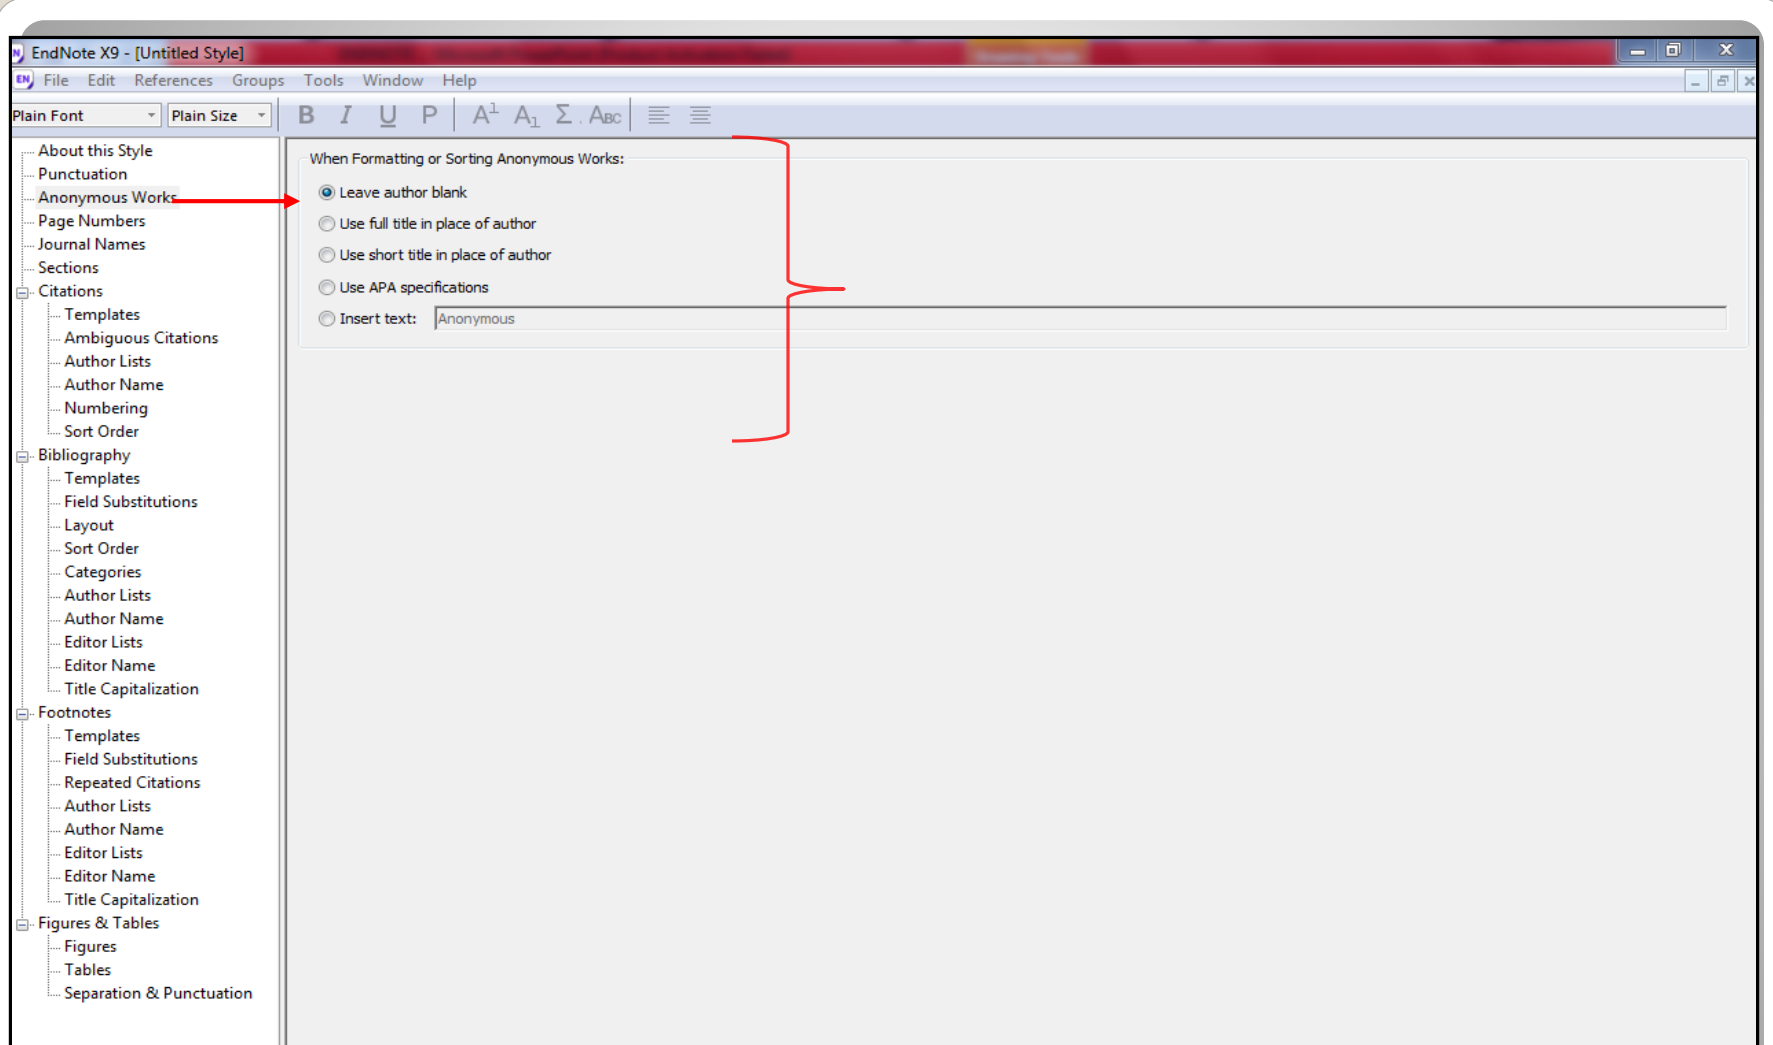 EndNote X9 - [Untitled Style]
File Edit References Groups Tools Window Help
Plain Font Plain Size B I U P A1 A1 Σ ABC
About this Style
Punctuation
Anonymous Works
Page Numbers
Journal Names
Sections
Citations
Templates
Ambiguous Citations
Author Lists
Author Name
Numbering
Sort Order
Bibliography
Templates
Field Substitutions
Layout
Sort Order
Categories
Author Lists
Author Name
Editor Lists
Editor Name
Title Capitalization
Footnotes
Templates
Field Substitutions
Repeated Citations
Author Lists
Author Name
Editor Lists
Editor Name
Title Capitalization
Figures & Tables
Figures
Tables
Separation & Punctuation
When Formatting or Sorting Anonymous Works:
Leave author blank
Use full title in place of author
Use short title in place of author
Use APA specifications
Insert text: Anonymous